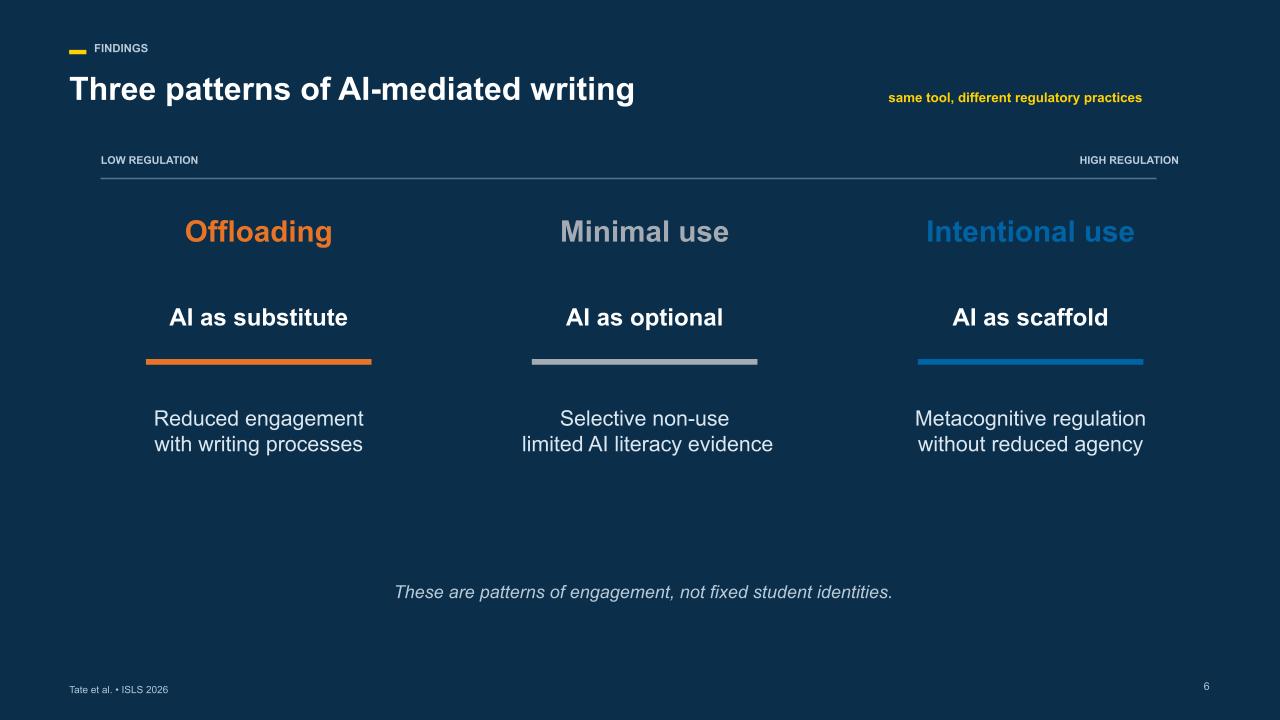 FINDINGS
Three patterns of AI-mediated writing
same tool, different regulatory practices
LOW REGULATION
HIGH REGULATION
Offloading
Minimal use
Intentional use
AI as substitute
AI as optional
AI as scaffold
Reduced engagement
with writing processes
Selective non-use
limited AI literacy evidence
Metacognitive regulation
without reduced agency
These are patterns of engagement, not fixed student identities.
Tate et al. • ISLS 2026
6